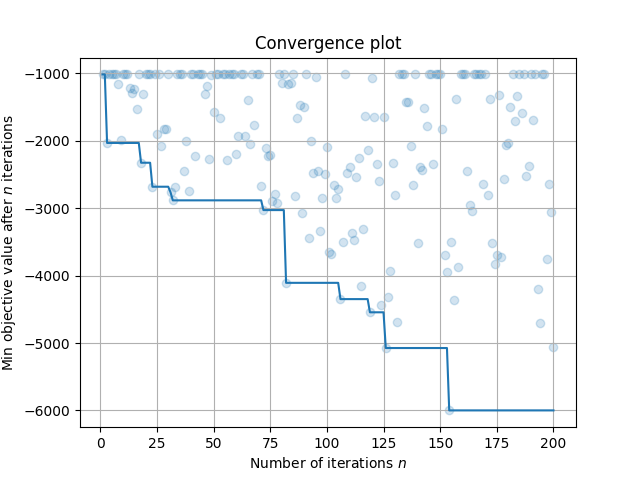 Convergence plot
Min objective value after n iterations
−1000
−2000
−3000
−4000
−5000
−6000
0 25 50 75 100 125 150 175 200
Number of iterations n